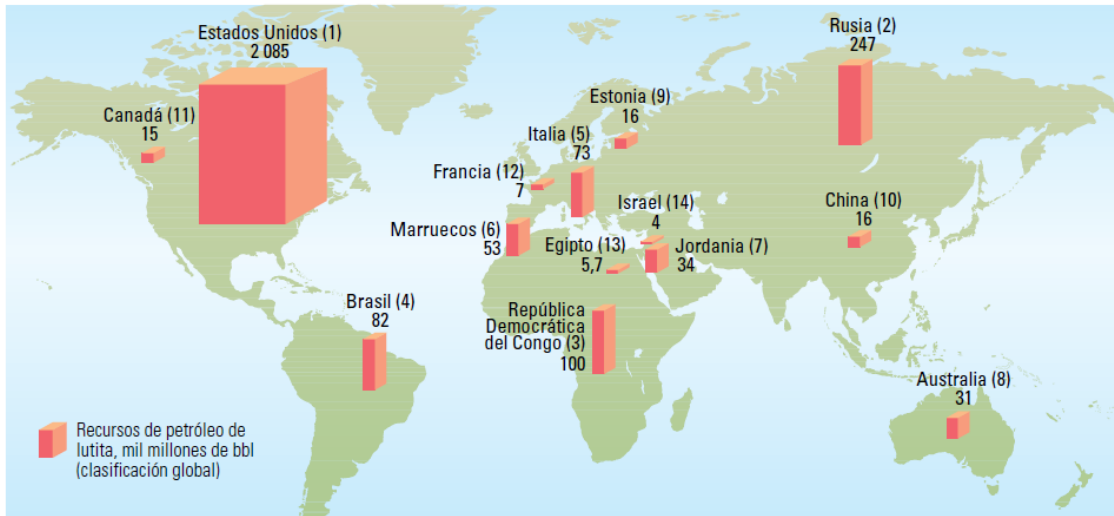 Estados Unidos (1)
2 085
Rusia (2)
247
Canadá (11)
15
Estonia (9)
16
Italia (5)
73
Francia (12)
7
Israel (14)
4
China (10)
16
Marruecos (6)
53
Egipto (13)
5,7
Jordania (7)
34
Brasil (4)
82
República
Democrática
del Congo (3)
100
Australia (8)
31
Recursos de petróleo de
lutita, mil millones de bbl
(clasificación global)